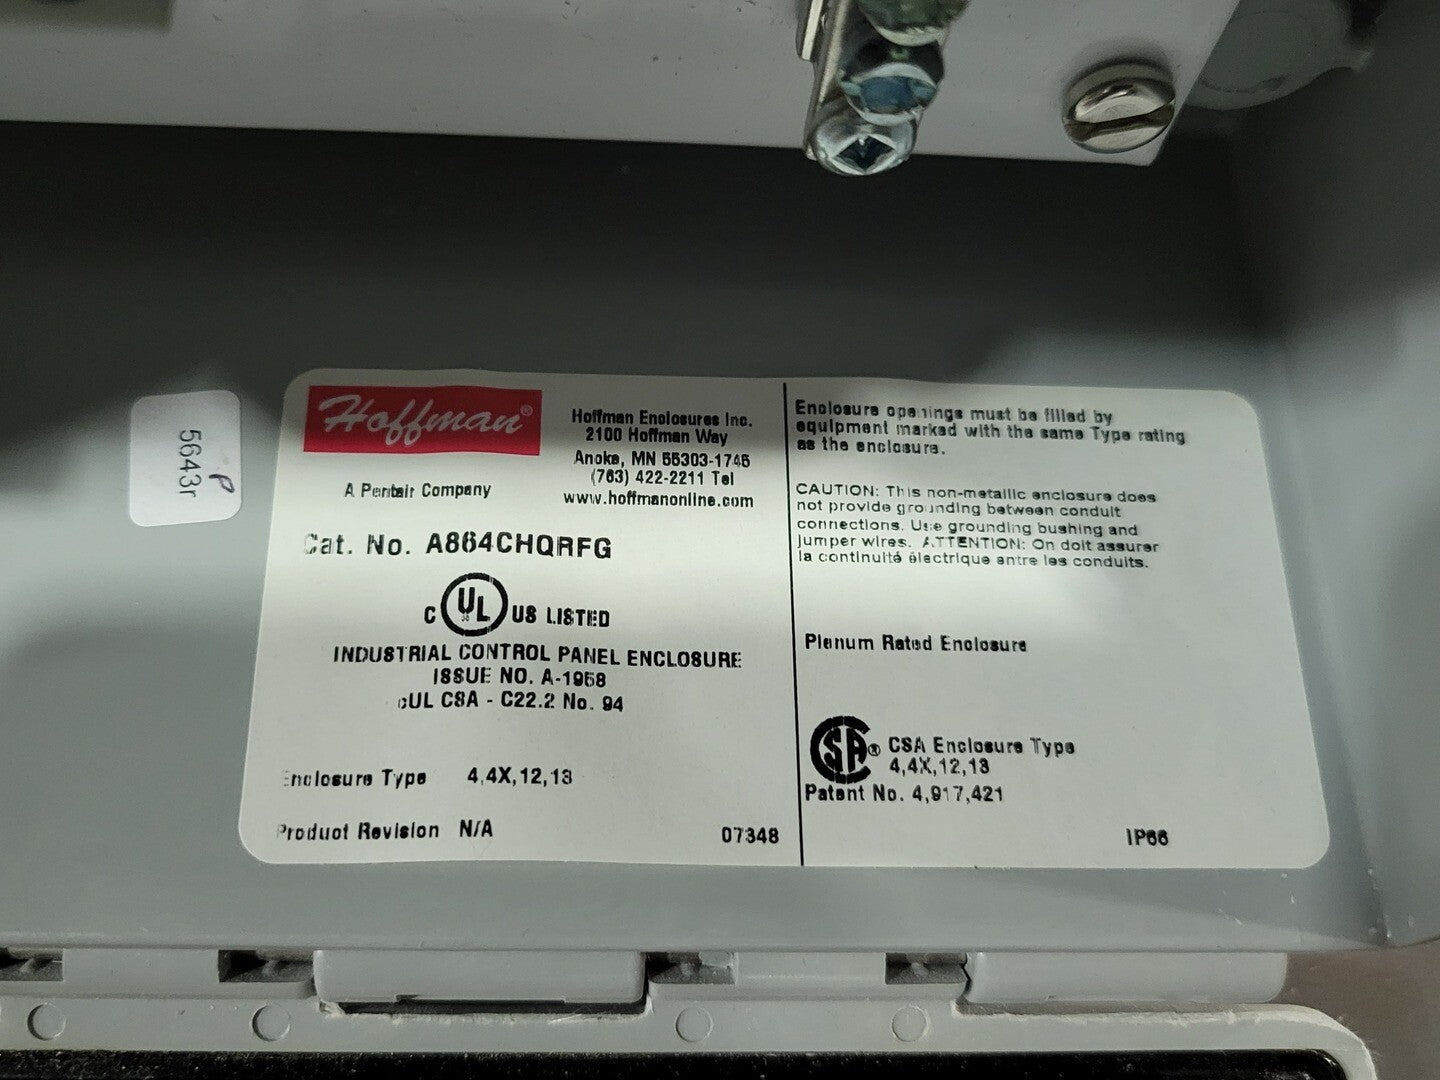 5643r
P
Hoffman®
A Pentair Company
Hoffman Enclosures Inc.
2100 Hoffman Way
Anoka, MN 55303-1745
(763) 422-2211 Tel
www.hoffmanonline.com
Cat. No. A864CHQRFG
C UL US LISTED
INDUSTRIAL CONTROL PANEL ENCLOSURE
ISSUE NO. A-1958
cUL CSA - C22.2 No. 94
Enclosure Type 4,4X,12,13
Product Revision N/A
07348
Enclosure openings must be filled by
equipment marked with the same Type rating
as the enclosure.
CAUTION: This non-metallic enclosure does
not provide grounding between conduit
connections. Use grounding bushing and
jumper wires. ATTENTION: On doit assurer
la continuité électrique entre les conduits.
Plenum Rated Enclosure
SA® CSA Enclosure Type
4,4X,12,13
Patent No. 4,917,421
IP66